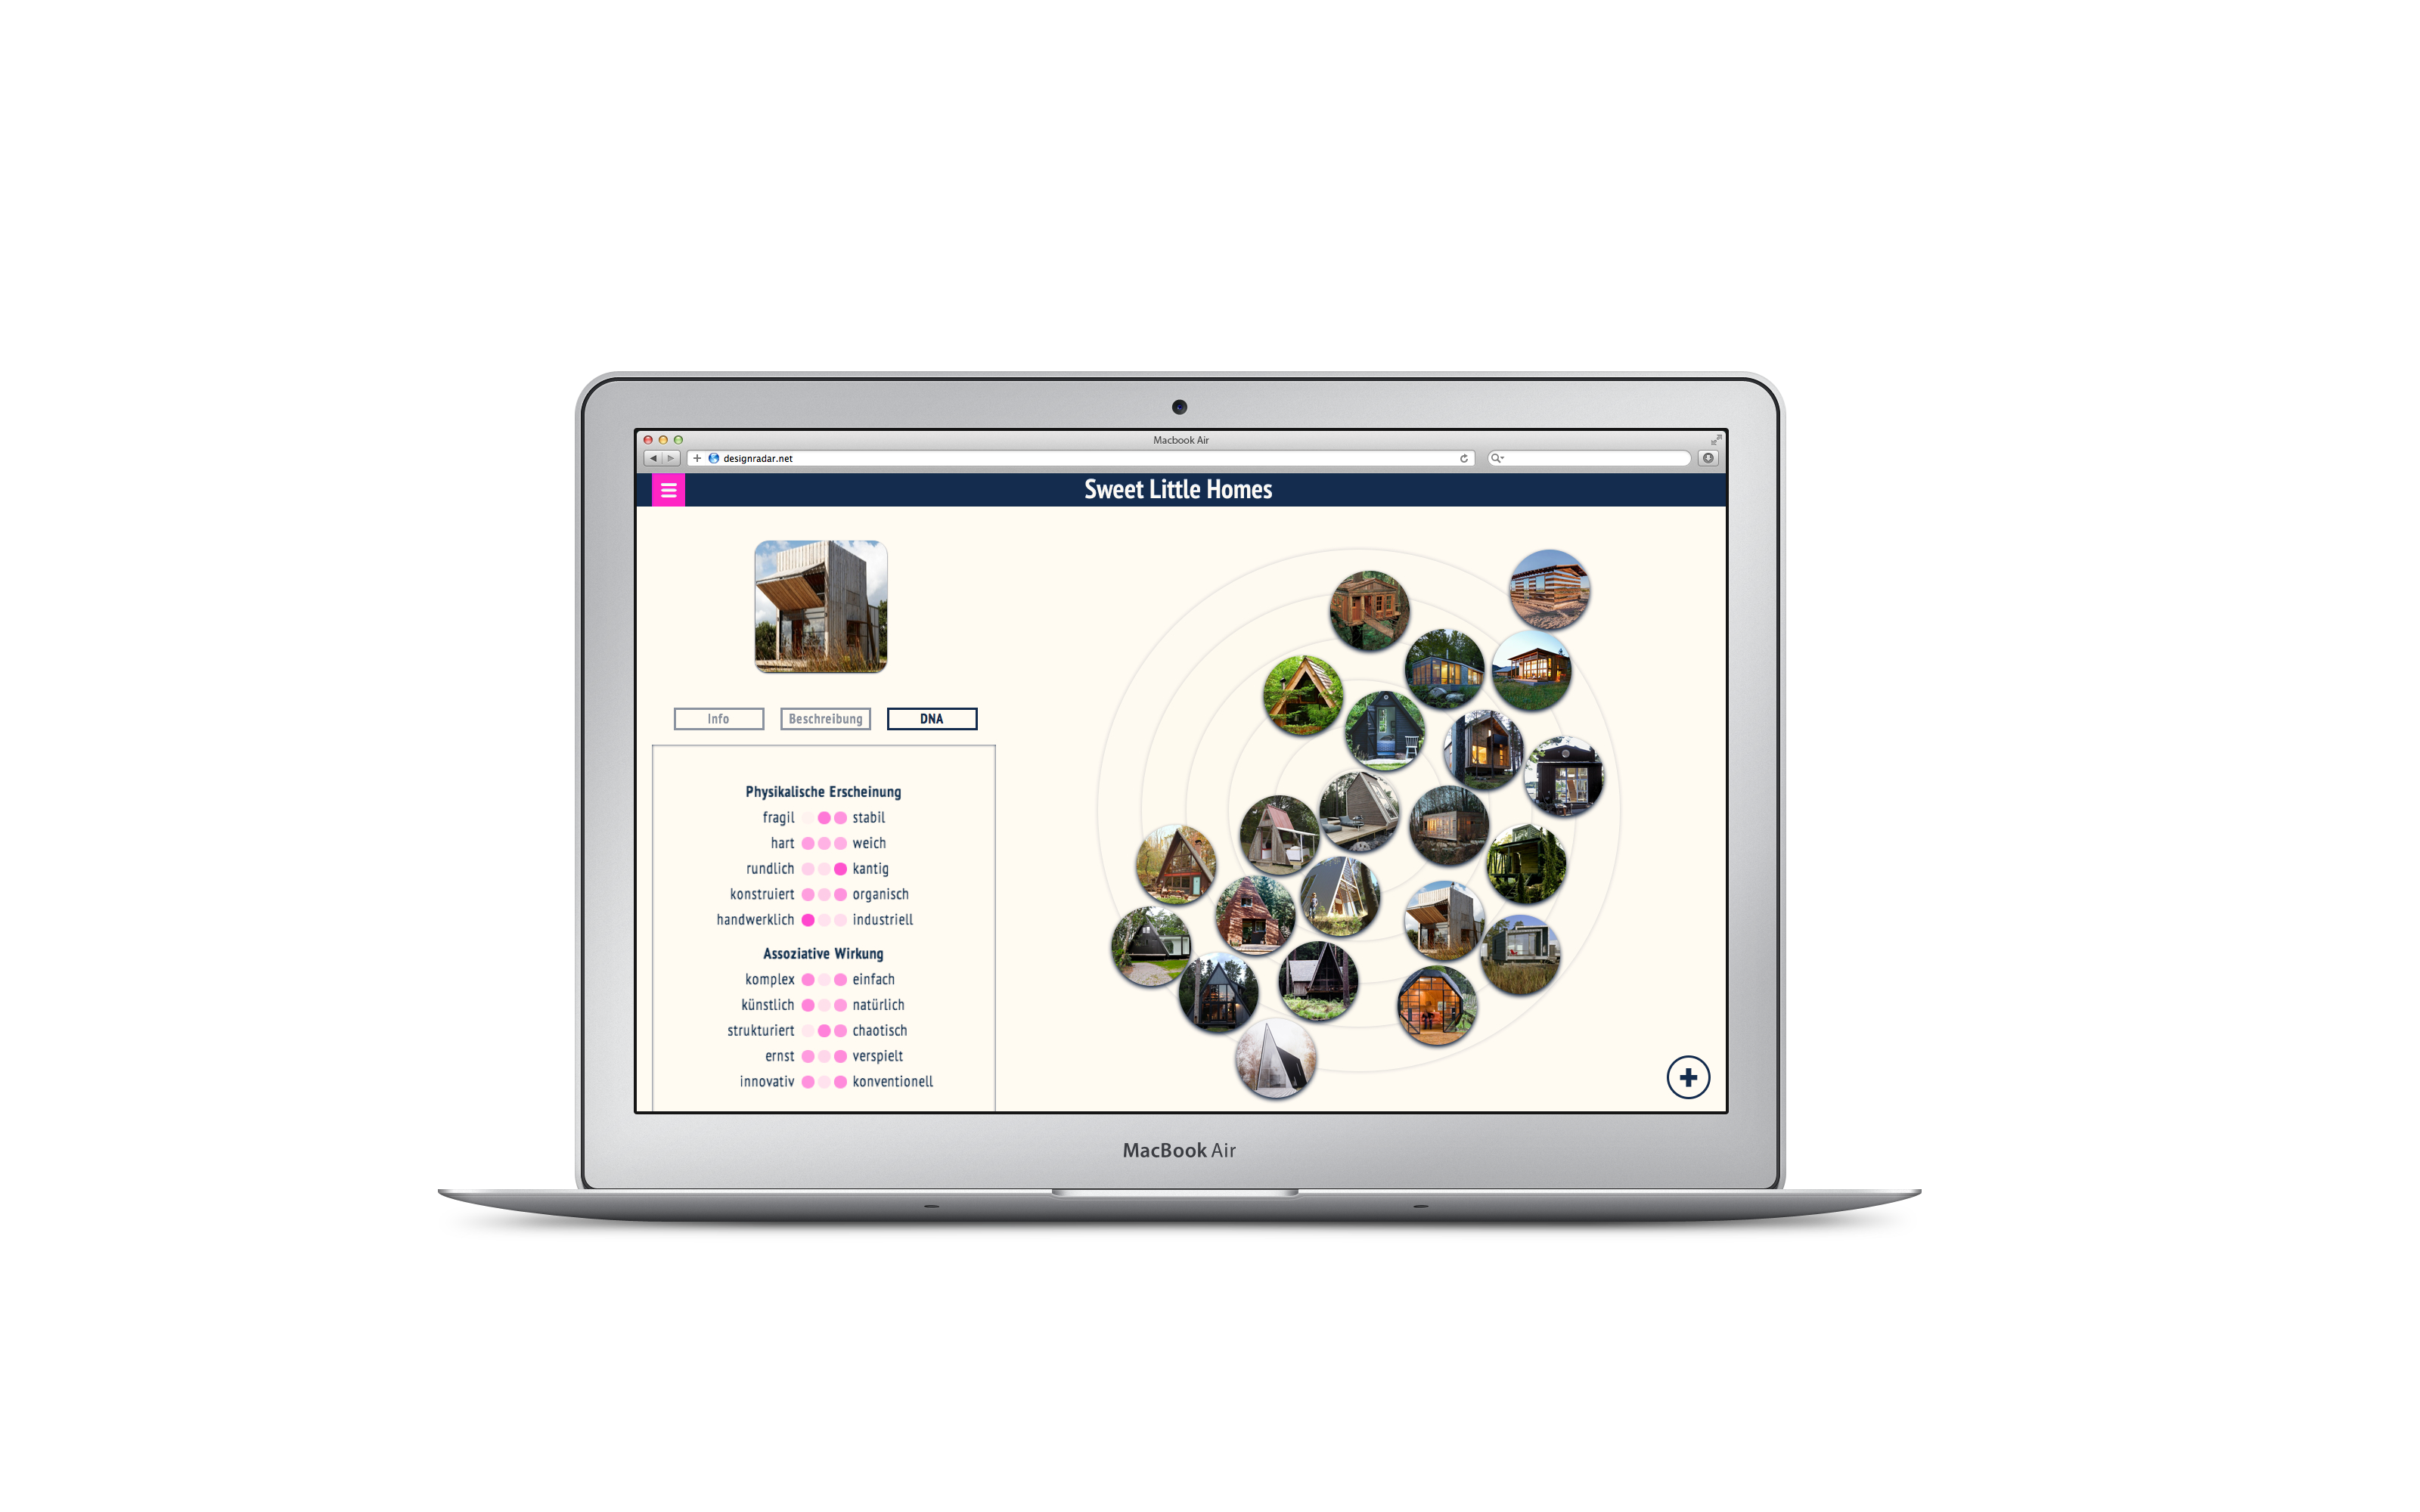 Macbook Air
designradar.net
Sweet Little Homes
Info Beschreibung DNA
Physikalische Erscheinung
fragil stabil
hart weich
rundlich kantig
konstruiert organisch
handwerklich industriell
Assoziative Wirkung
komplex einfach
künstlich natürlich
strukturiert chaotisch
ernst verspielt
innovativ konventionell
MacBook Air